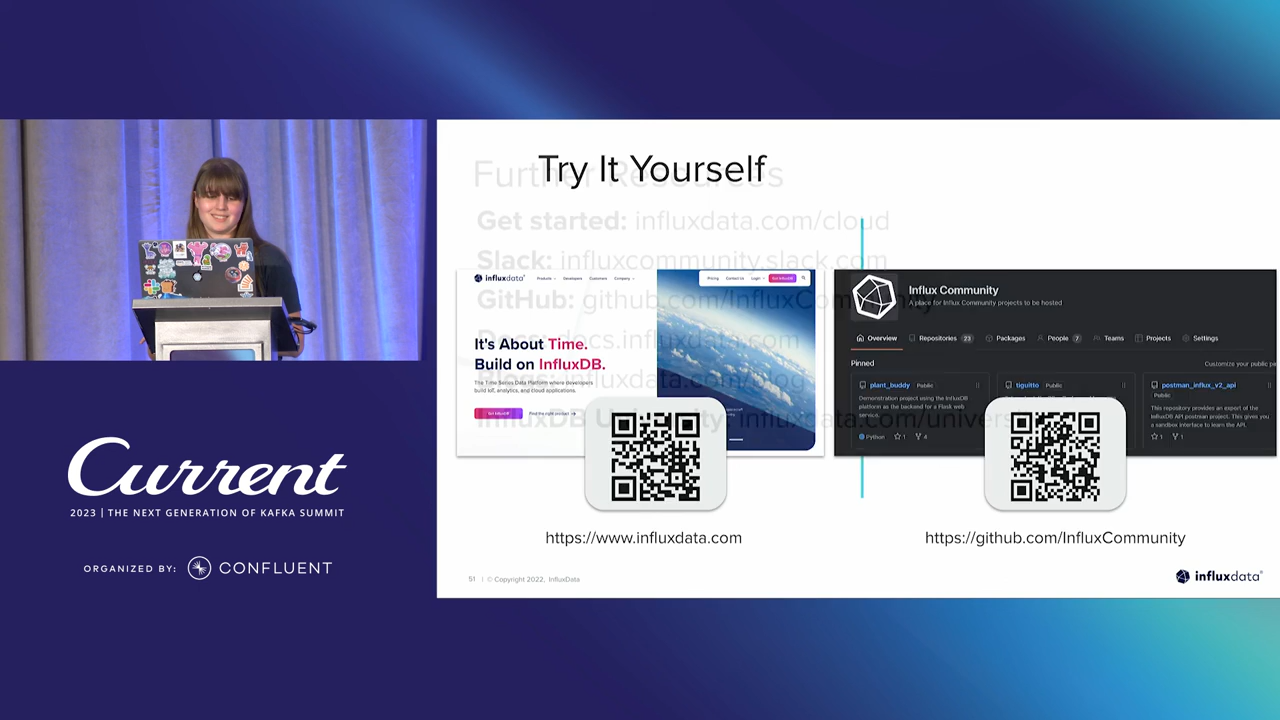 Further Resources
Try It Yourself
Get started: influxdata.com/cloud
Slack: influxcommunity.slack.com
GitHub: github.com/InfluxCommunity
Docs: docs.influxdata.com
Blogs: influxdata.com/blog
InfluxDB University: influxdata.com/university
influxdata®
Products Developers Customers Company
Pricing Contact Us Login Get InfluxDB
It's About Time.
Build on InfluxDB.
The Time Series Data Platform where developers
build IoT, analytics, and cloud applications.
Get InfluxDB Find the right product
Influx Community
A place for Influx Community projects to be hosted
Overview Repositories 23 Packages People 7 Teams Projects Settings
Pinned
Customize your public
plant_buddy Public
Demonstration project using the InfluxDB
platform as the backend for a Flask web
service.
Python 1 4
tiguitto Public
postman_influx_v2_api
Public
This repository provides an export of the
InfluxDB API postman project. This gives you
a sandbox interface to learn the API.
1 1
https://www.influxdata.com
https://github.com/InfluxCommunity
51 | © Copyright 2022, InfluxData
influxdata®
Current
2023 | THE NEXT GENERATION OF KAFKA SUMMIT
ORGANIZED BY: CONFLUENT